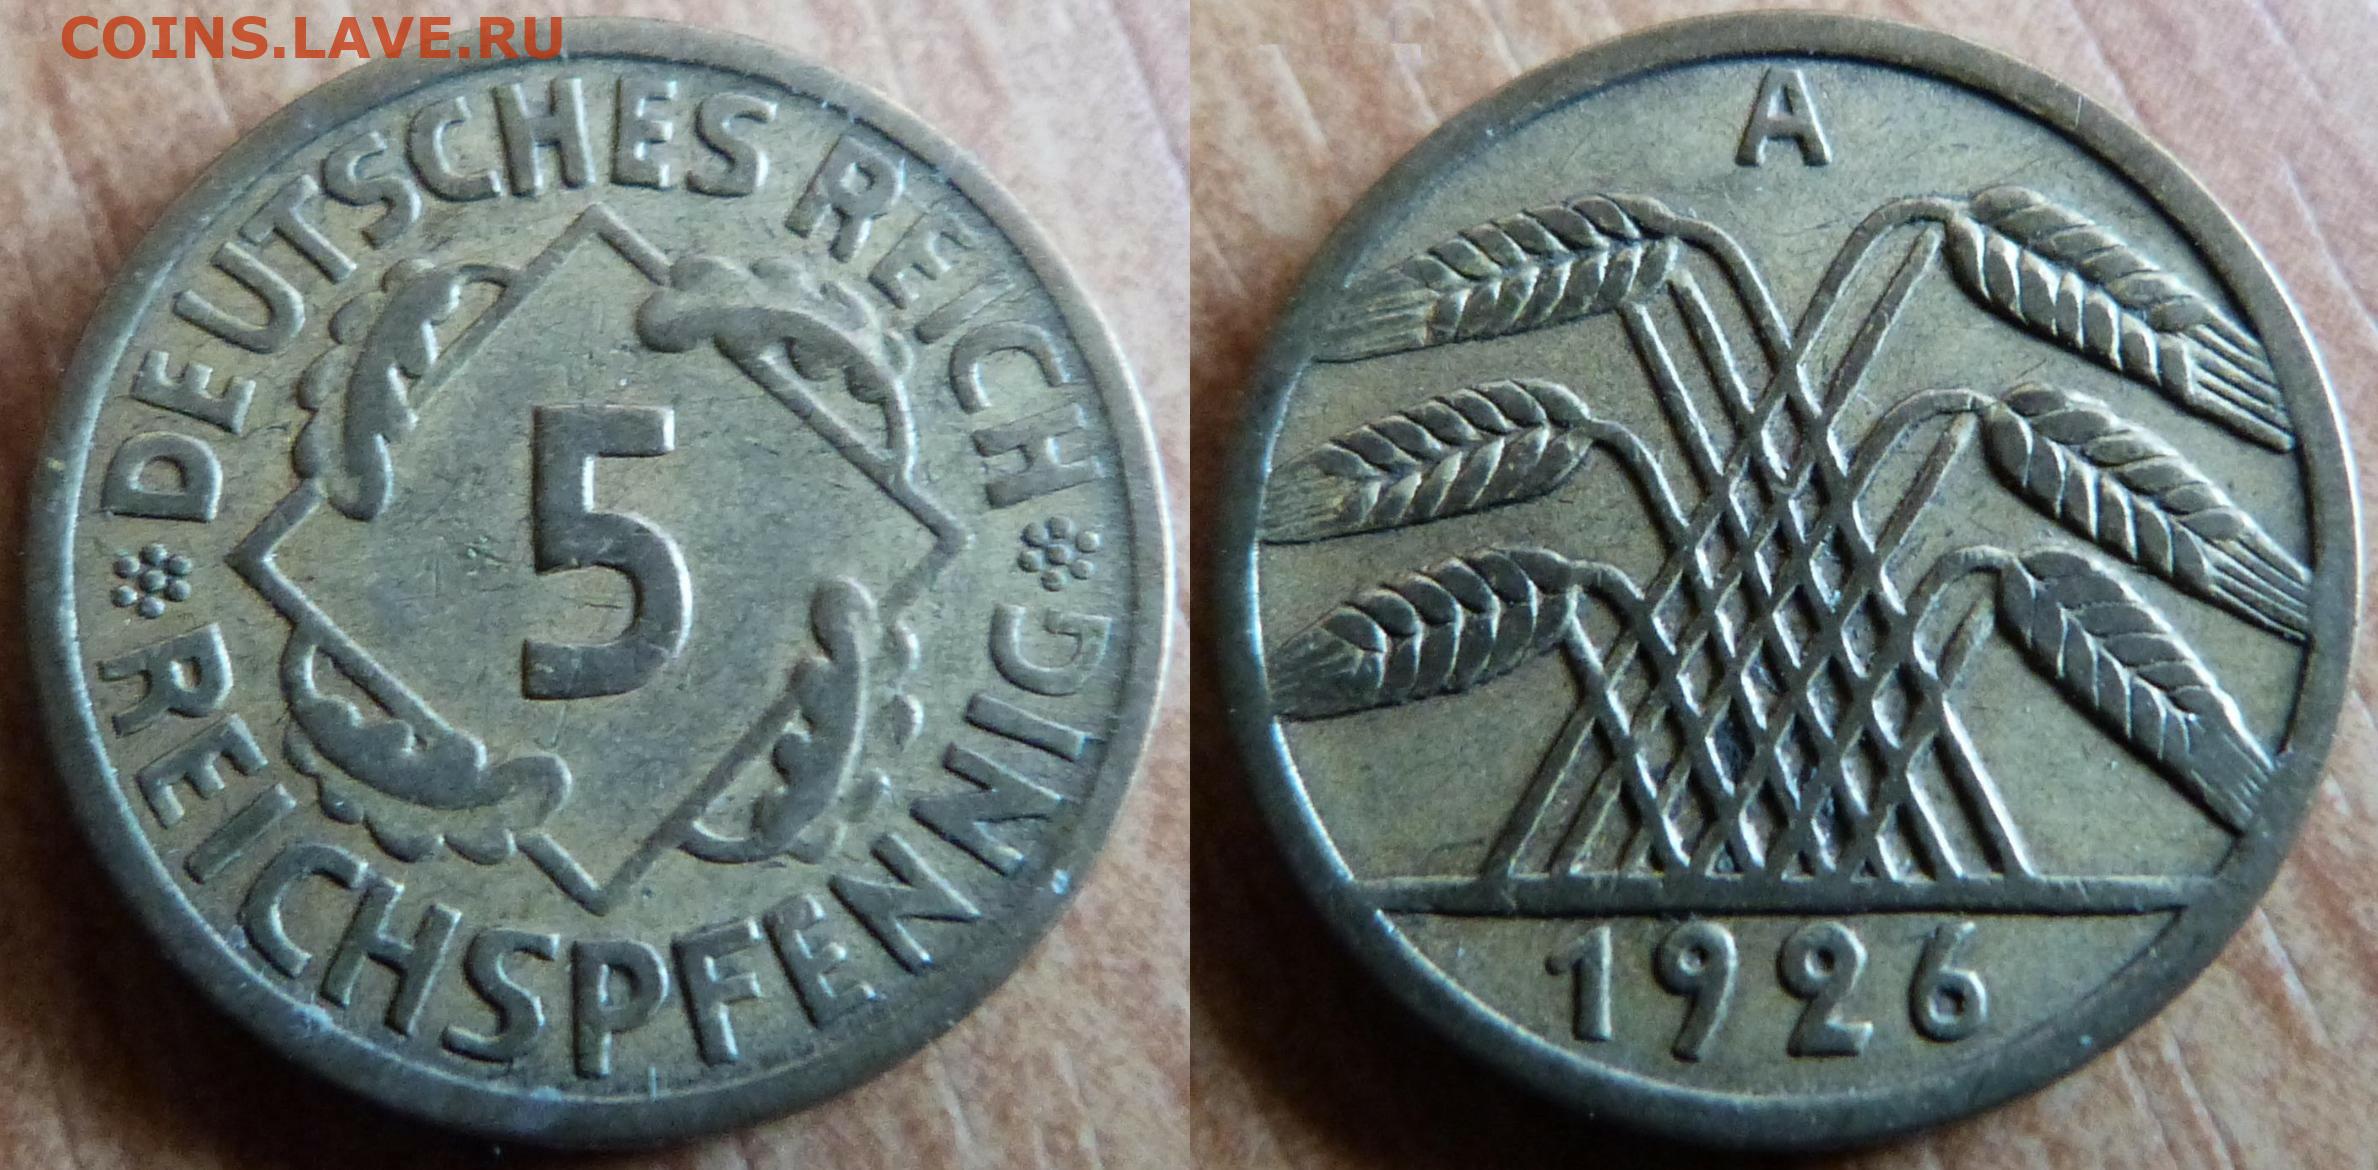 COINS.LAVE.RU
DEUTSCHES REICH
5
REICHSPFENNIG
A
1926